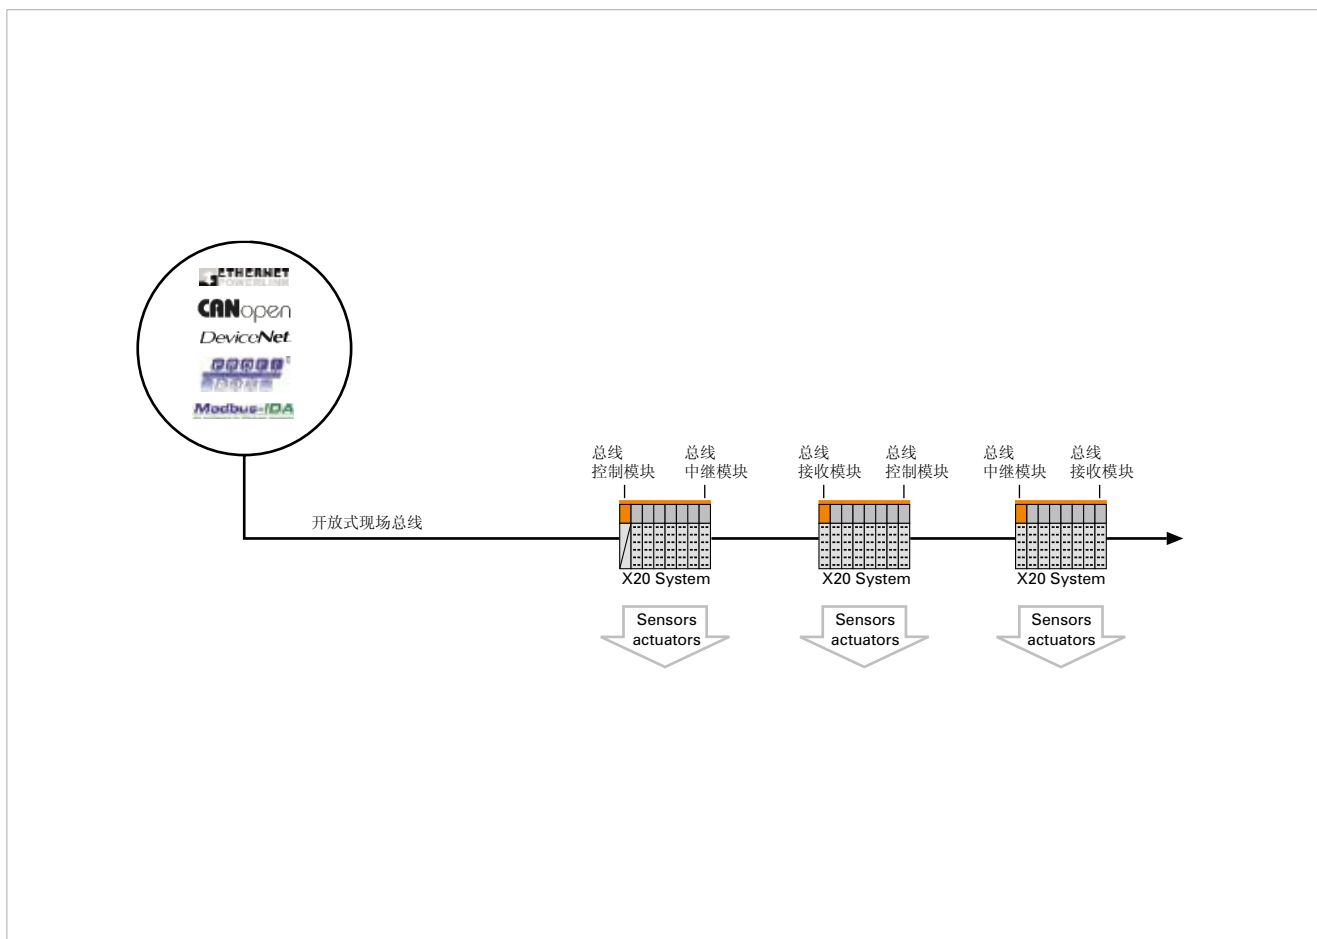 ETHERNET
POWERLINK
CANopen
DeviceNet
PROFI
BUS
Modbus-IDA
开放式现场总线
总线
控制模块
总线
中继模块
总线
接收模块
总线
控制模块
总线
中继模块
总线
接收模块
X20 System
X20 System
X20 System
Sensors
actuators
Sensors
actuators
Sensors
actuators